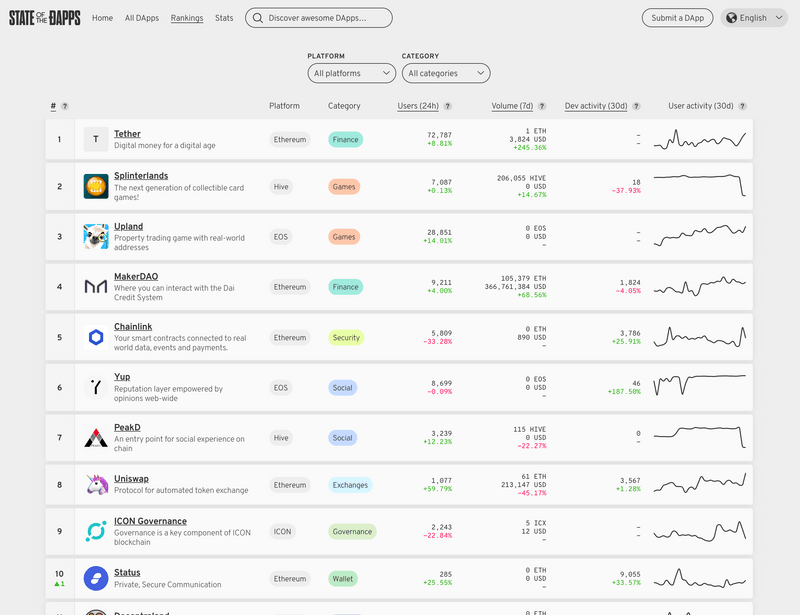 STATE OF THE DAPPS
Home All DApps Rankings Stats Discover awesome DApps... Submit a DApp English
PLATFORM CATEGORY
All platforms All categories
# ? Platform Category Users (24h) ? Volume (7d) ? Dev activity (30d) ? User activity (30d) ?
1 T Tether Digital money for a digital age Ethereum Finance 72,787 +8.81% 1 ETH 3,824 USD +245.36% – –
2 Splinterlands The next generation of collectible card games! Hive Games 7,087 +0.13% 206,055 HIVE 0 USD +14.67% 18 -37.93%
3 Upland Property trading game with real-world addresses EOS Games 28,851 +14.01% 0 EOS 0 USD – – –
4 MakerDAO Where you can interact with the Dai Credit System Ethereum Finance 9,211 +4.00% 105,379 ETH 366,761,384 USD +68.56% 1,824 -4.05%
5 Chainlink Your smart contracts connected to real world data, events and payments. Ethereum Security 5,809 -33.28% 0 ETH 890 USD – 3,786 +25.91%
6 Yup Reputation layer empowered by opinions web-wide EOS Social 8,699 -0.09% 0 EOS 0 USD – 46 +187.50%
7 PeakD An entry point for social experience on chain Hive Social 3,239 +12.23% 115 HIVE 0 USD -22.27% 0 –
8 Uniswap Protocol for automated token exchange Ethereum Exchanges 1,077 +59.79% 61 ETH 213,147 USD -45.17% 3,567 +1.28%
9 ICON Governance Governance is a key component of ICON blockchain ICON Governance 2,243 -22.84% 5 ICX 12 USD – – –
10 ▲1 Status Private, Secure Communication Ethereum Wallet 285 +25.55% 0 ETH 0 USD – 9,055 +33.57%